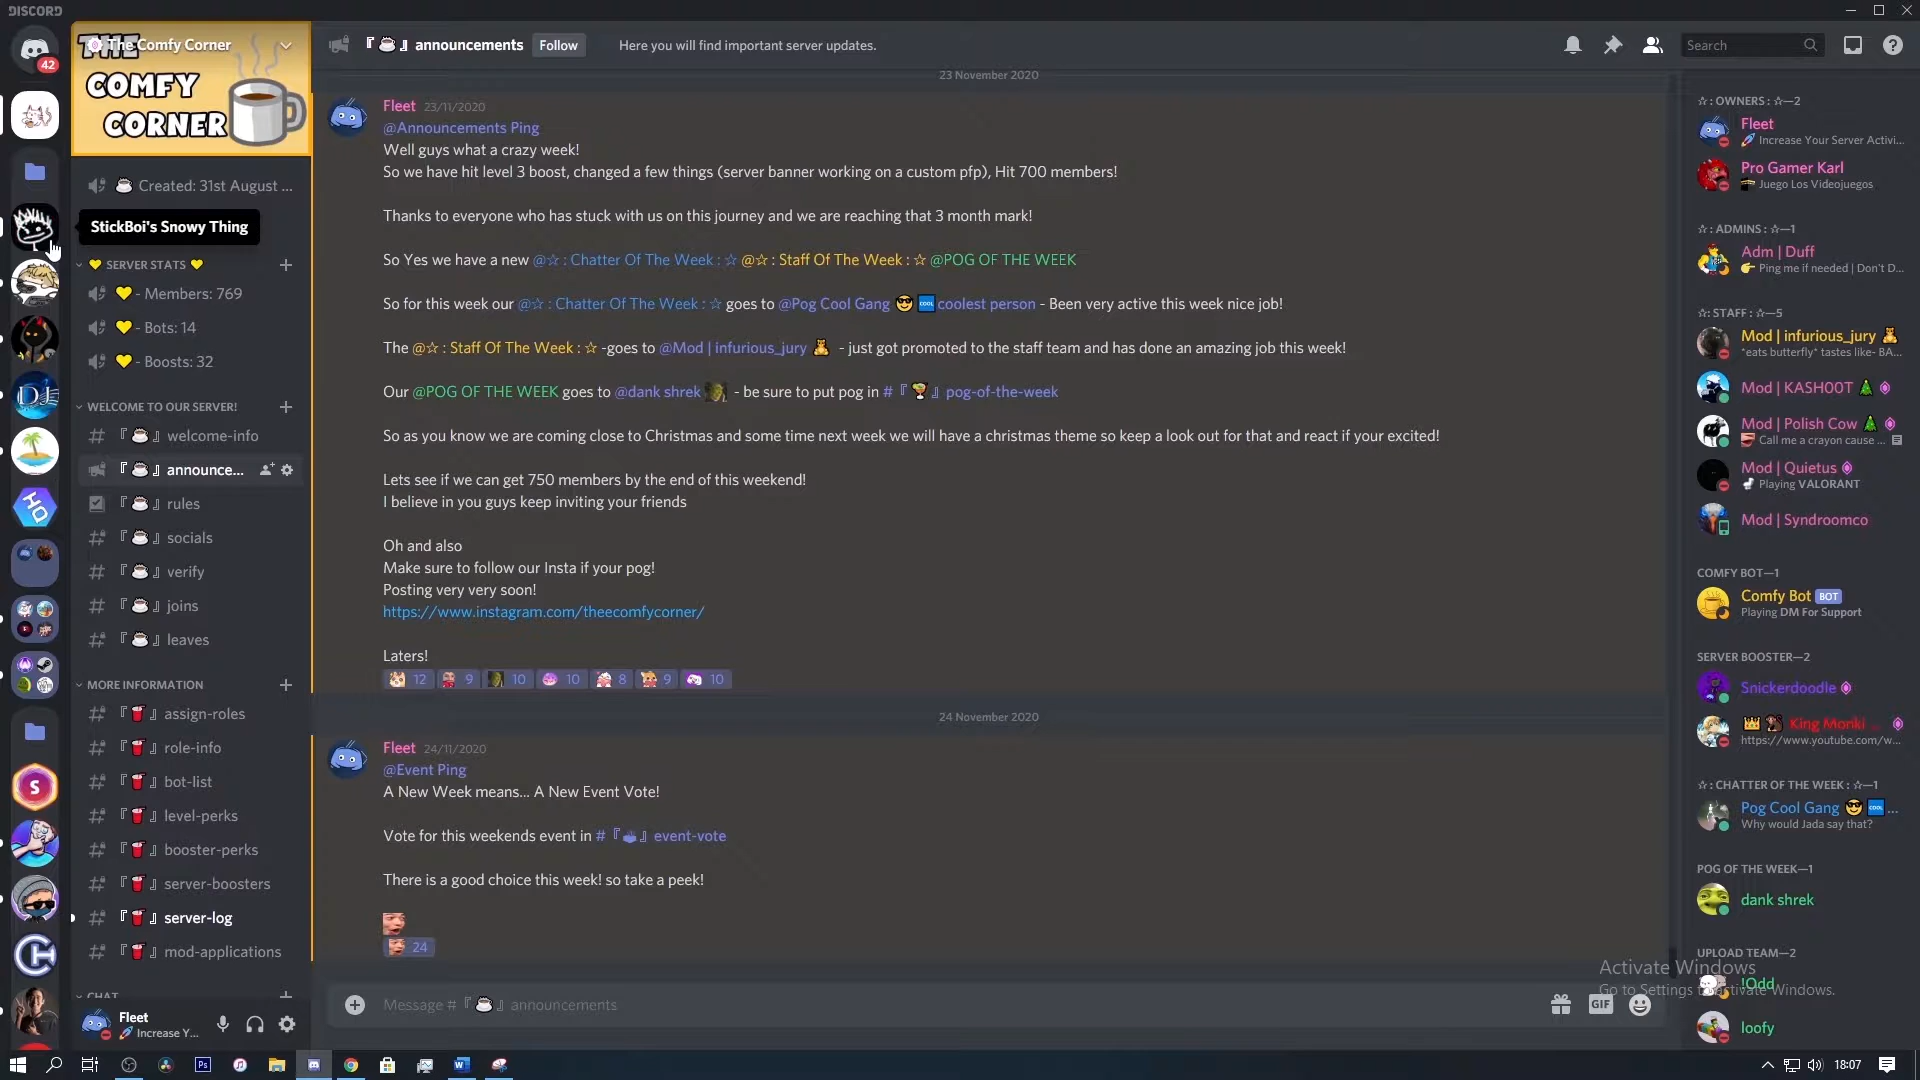 DISCORD
42
The Comfy Corner
THE
COMFY
CORNER
Created: 31st August ...
StickBoi's Snowy Thing
SERVER STATS
- Members: 769
- Bots: 14
- Boosts: 32
WELCOME TO OUR SERVER!
# 『☕』welcome-info
『☕』announce...
『☕』rules
# 『☕』socials
# 『☕』verify
# 『☕』joins
# 『☕』leaves
MORE INFORMATION
# 『🥤』assign-roles
# 『🥤』role-info
# 『🥤』bot-list
# 『🥤』level-perks
# 『🥤』booster-perks
# 『🥤』server-boosters
# 『🥤』server-log
# 『🥤』mod-applications
CHAT
Fleet
Increase Y...
『☕』announcements
Follow
Here you will find important server updates.
Search
23 November 2020
Fleet 23/11/2020
@Announcements Ping
Well guys what a crazy week!
So we have hit level 3 boost, changed a few things (server banner working on a custom pfp), Hit 700 members!
Thanks to everyone who has stuck with us on this journey and we are reaching that 3 month mark!
So Yes we have a new @☆ : Chatter Of The Week : ☆ @☆ : Staff Of The Week : ☆ @POG OF THE WEEK
So for this week our @☆ : Chatter Of The Week : ☆ goes to @Pog Cool Gang 😎 COOL coolest person - Been very active this week nice job!
The @☆ : Staff Of The Week : ☆ -goes to @Mod | infurious_jury 🧸 - just got promoted to the staff team and has done an amazing job this week!
Our @POG OF THE WEEK goes to @dank shrek - be sure to put pog in # 『🏆』pog-of-the-week
So as you know we are coming close to Christmas and some time next week we will have a christmas theme so keep a look out for that and react if your excited!
Lets see if we can get 750 members by the end of this weekend!
I believe in you guys keep inviting your friends
Oh and also
Make sure to follow our Insta if your pog!
Posting very very soon!
https://www.instagram.com/theecomfycorner/
Laters!
12 9 10 10 8 9 10
24 November 2020
Fleet 24/11/2020
@Event Ping
A New Week means... A New Event Vote!
Vote for this weekends event in # 『』event-vote
There is a good choice this week! so take a peek!
24
Message # 『☕』announcements
GIF
☆ : OWNERS : ☆—2
Fleet
🚀 Increase Your Server Activi...
Pro Gamer Karl
Juego Los Videojuegos
☆ : ADMINS : ☆—1
Adm | Duff
👉 Ping me if needed | Don't D...
☆: STAFF : ☆—5
Mod | infurious_jury 🧸
*eats butterfly* tastes like- BA...
Mod | KASH00T 🎄
Mod | Polish Cow 🎄
Call me a crayon cause ...
Mod | Quietus
Playing VALORANT
Mod | Syndroomco
COMFY BOT—1
Comfy Bot BOT
Playing DM For Support
SERVER BOOSTER—2
Snickerdoodle
King Monki ...
https://www.youtube.com/w...
☆ : CHATTER OF THE WEEK : ☆—1
Pog Cool Gang 😎 COOL ...
Why would Jada say that?
POG OF THE WEEK—1
dank shrek
UPLOAD TEAM—2
!Odd
loofy
Activate Windows
Go to Settings to activate Windows.
18:07